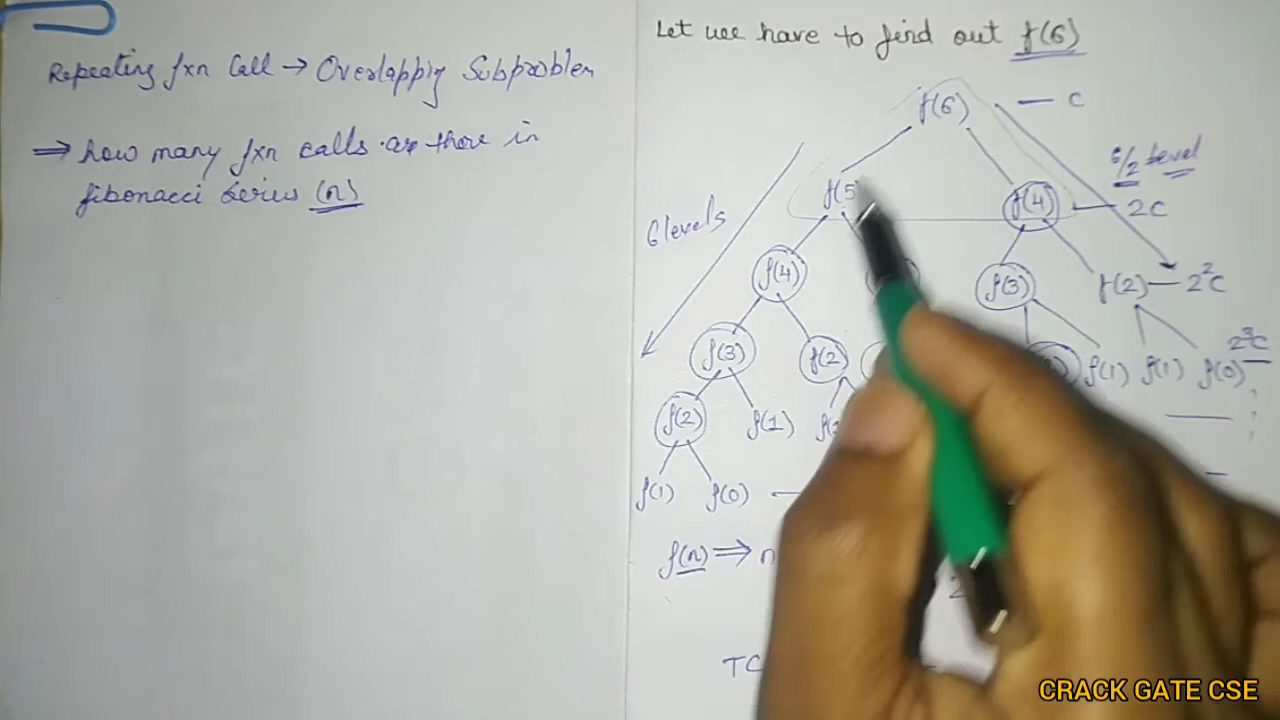 Repeating fxn Call → Overlappig Subproblem
⇒ how many fxn calls are there in
fibonacci series (n)
Let we have to find out f(6)
f(6) — C
6/2 Level
f(5) f(4) — 2C
6 levels
f(4) f(3) f(2) — 2²C
f(3) f(2) f(1) f(1) f(0) 2³C
f(2) f(1)
f(1) f(0) —
f(n) ⇒ n
2
TC
CRACK GATE CSE